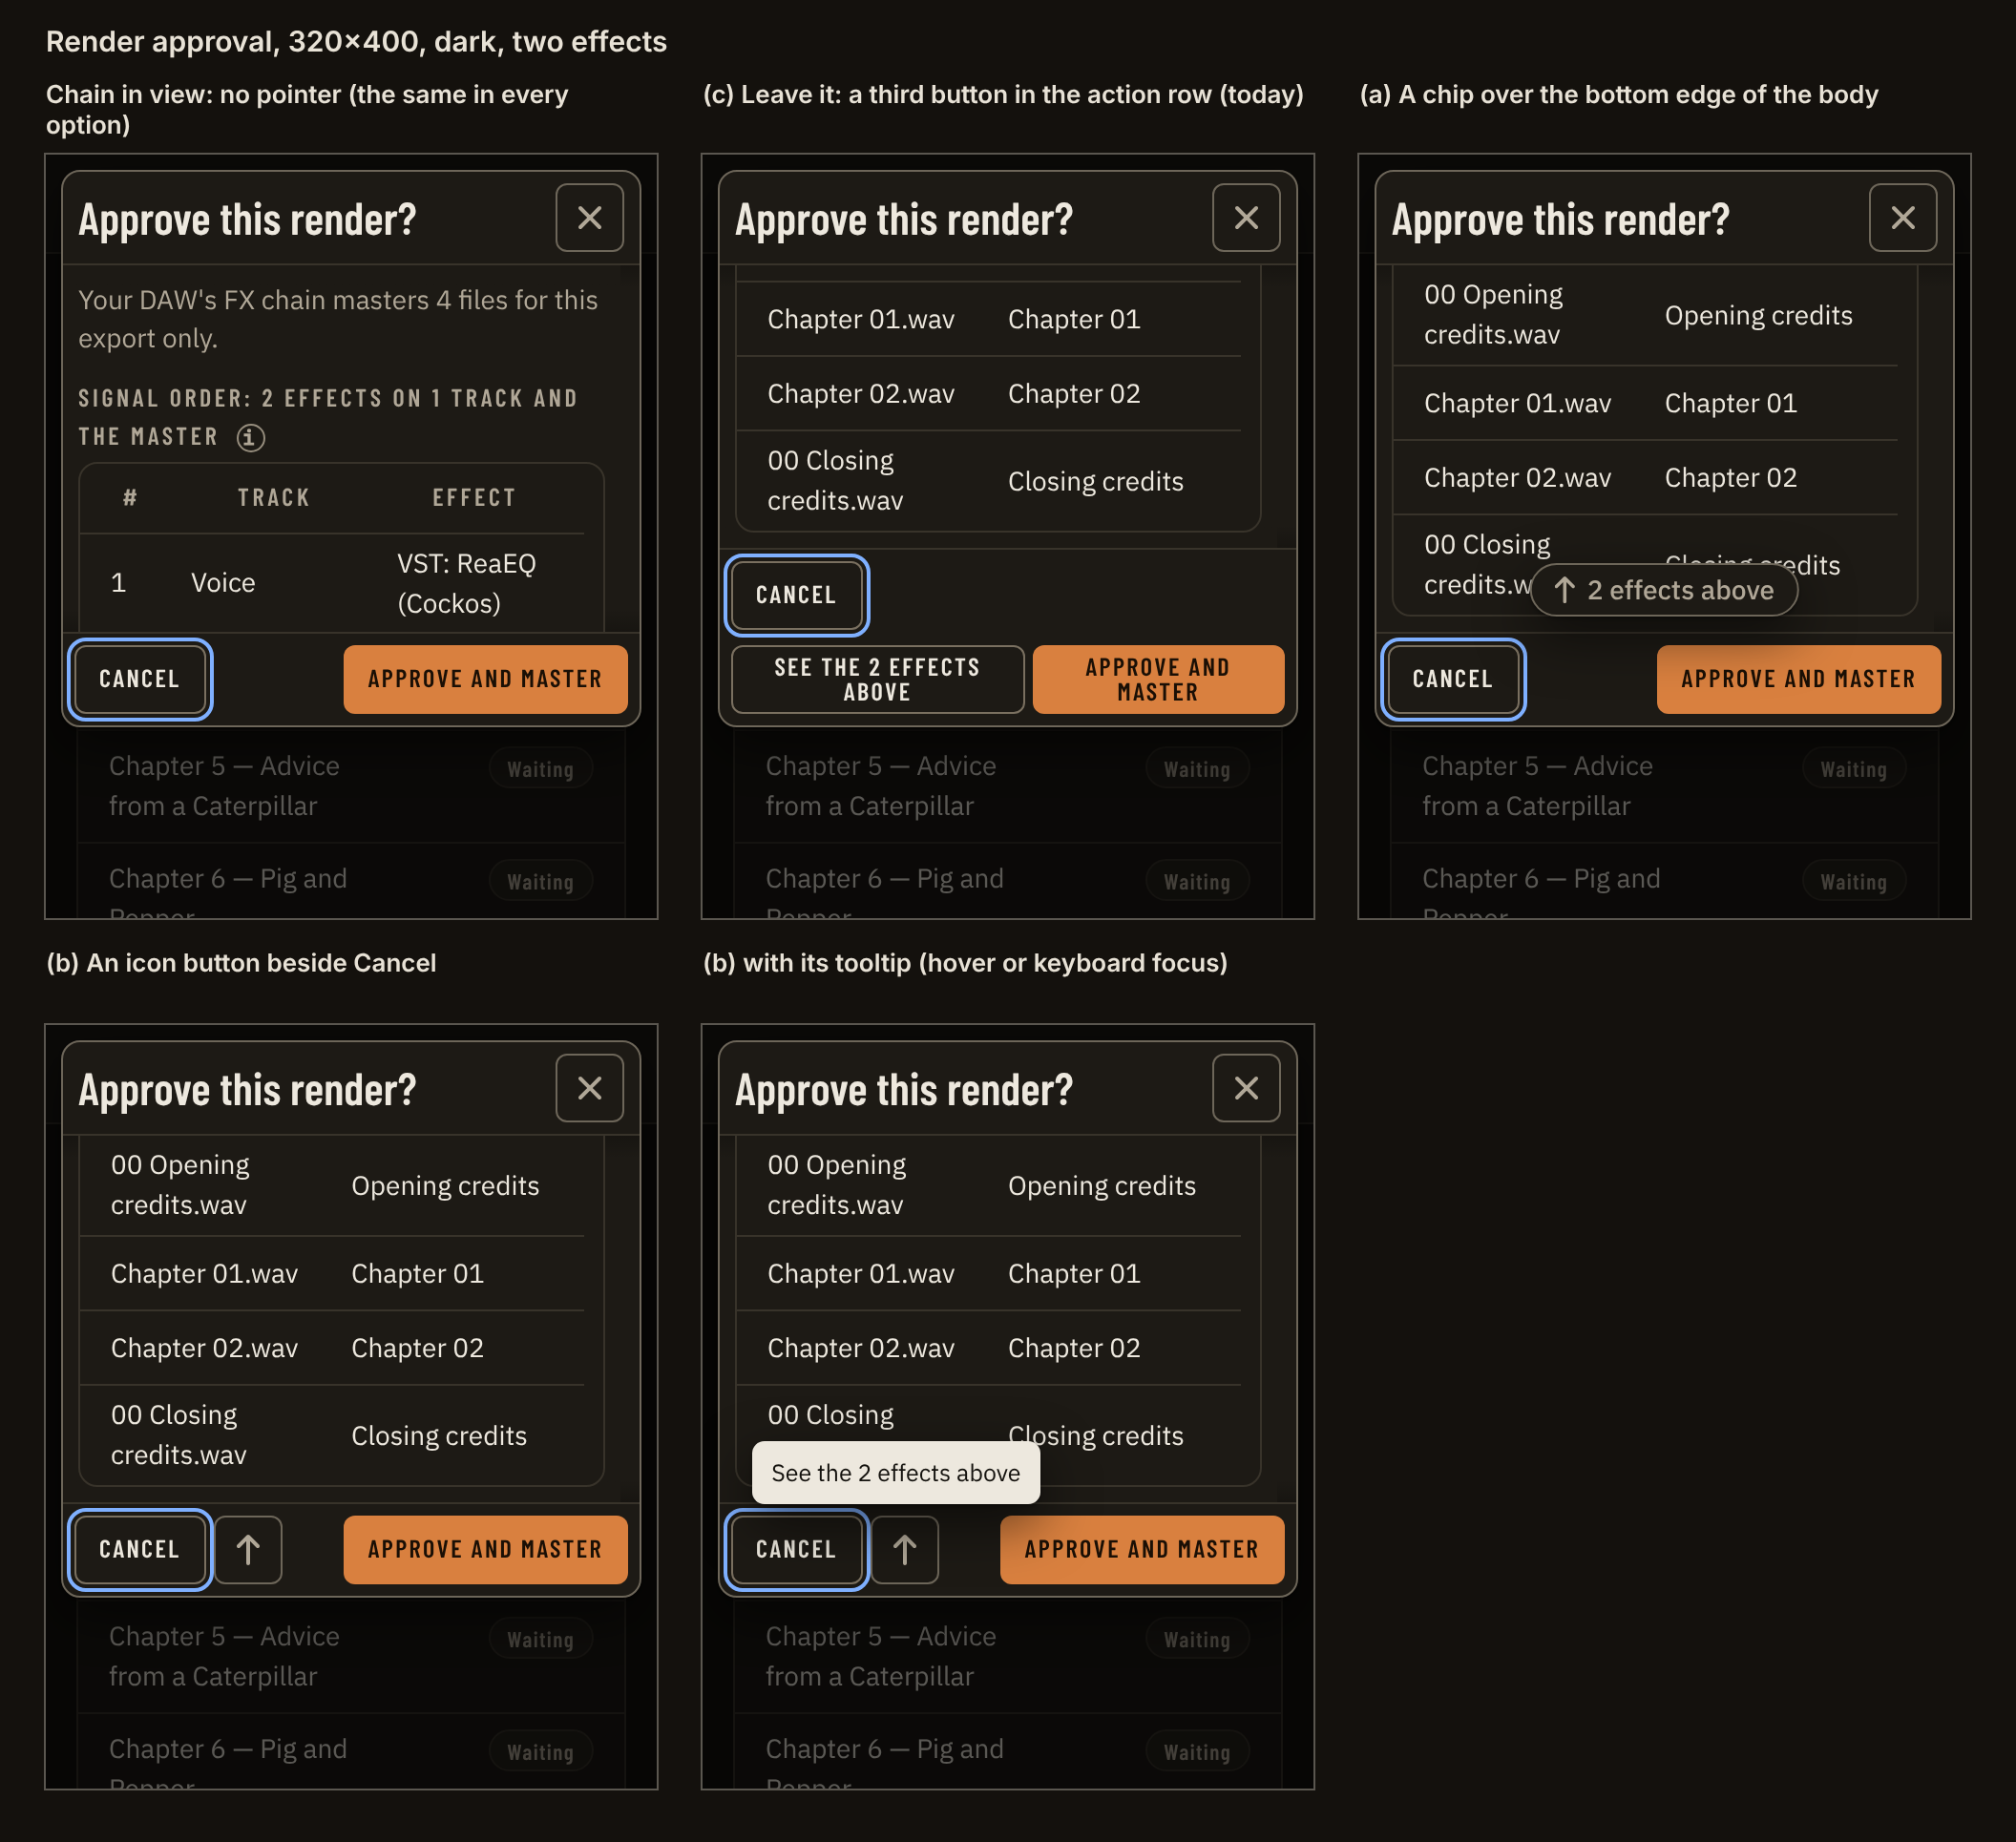 Render approval, 320×400, dark, two effects
Chain in view: no pointer (the same in every
option)
Approve this render?
Your DAW's FX chain masters 4 files for this
export only.
SIGNAL ORDER: 2 EFFECTS ON 1 TRACK AND
THE MASTER
# TRACK EFFECT
1 Voice VST: ReaEQ
(Cockos)
CANCEL APPROVE AND MASTER
Chapter 5 — Advice
from a Caterpillar
Waiting
Chapter 6 — Pig and
Waiting
(c) Leave it: a third button in the action row (today)
Approve this render?
Chapter 01.wav Chapter 01
Chapter 02.wav Chapter 02
00 Closing
credits.wav
Closing credits
CANCEL
SEE THE 2 EFFECTS
ABOVE
APPROVE AND
MASTER
Chapter 5 — Advice
from a Caterpillar
Waiting
Chapter 6 — Pig and
Waiting
(a) A chip over the bottom edge of the body
Approve this render?
00 Opening
credits.wav
Opening credits
Chapter 01.wav Chapter 01
Chapter 02.wav Chapter 02
00 Closing
↑ 2 effects above
CANCEL APPROVE AND MASTER
Chapter 5 — Advice
from a Caterpillar
Waiting
Chapter 6 — Pig and
Waiting
(b) An icon button beside Cancel
Approve this render?
00 Opening
credits.wav
Opening credits
Chapter 01.wav Chapter 01
Chapter 02.wav Chapter 02
00 Closing
credits.wav
Closing credits
CANCEL ↑ APPROVE AND MASTER
Chapter 5 — Advice
from a Caterpillar
Waiting
Chapter 6 — Pig and
Waiting
(b) with its tooltip (hover or keyboard focus)
Approve this render?
00 Opening
credits.wav
Opening credits
Chapter 01.wav Chapter 01
Chapter 02.wav Chapter 02
00 Closing
Closing credits
See the 2 effects above
CANCEL ↑ APPROVE AND MASTER
Chapter 5 — Advice
from a Caterpillar
Waiting
Chapter 6 — Pig and
Waiting